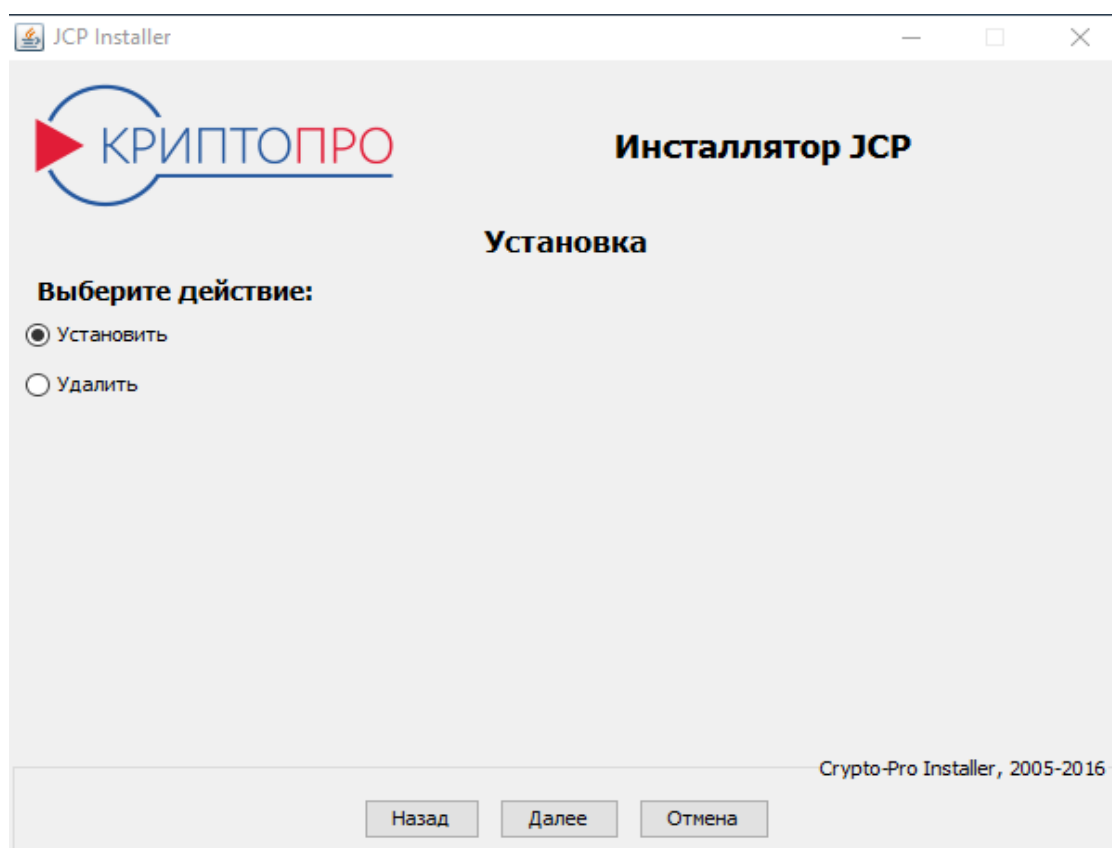 JCP Installer
КРИПТОПРО
Инсталлятор JCP
Установка
Выберите действие:
Установить
Удалить
Crypto-Pro Installer, 2005-2016
Назад Далее Отмена